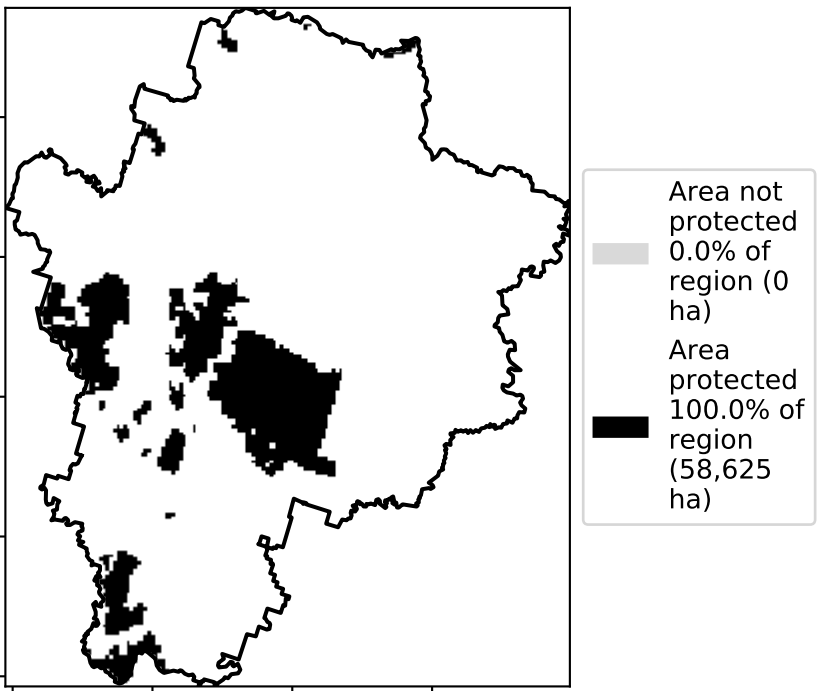 Area not
protected
0.0% of
region (0
ha)
Area
protected
100.0% of
region
(58,625
ha)